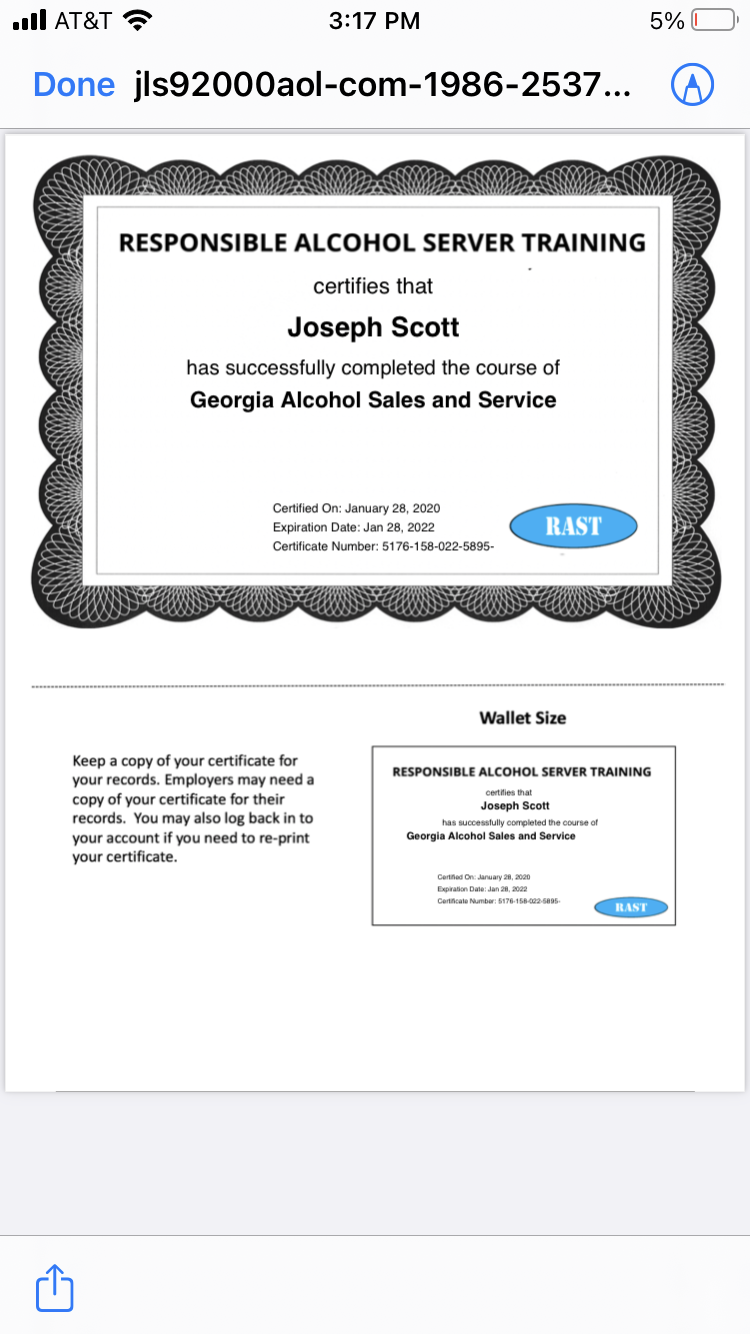 AT&T 3:17 PM 5%
Done jls92000aol-com-1986-2537...
RESPONSIBLE ALCOHOL SERVER TRAINING
certifies that
Joseph Scott
has successfully completed the course of
Georgia Alcohol Sales and Service
Certified On: January 28, 2020
Expiration Date: Jan 28, 2022
Certificate Number: 5176-158-022-5895-
RAST
Wallet Size
Keep a copy of your certificate for
your records. Employers may need a
copy of your certificate for their
records. You may also log back in to
your account if you need to re-print
your certificate.
RESPONSIBLE ALCOHOL SERVER TRAINING
certifies that
Joseph Scott
has successfully completed the course of
Georgia Alcohol Sales and Service
Certified On: January 28, 2020
Expiration Date: Jan 28, 2022
Certificate Number: 5176-158-022-5895-
RAST